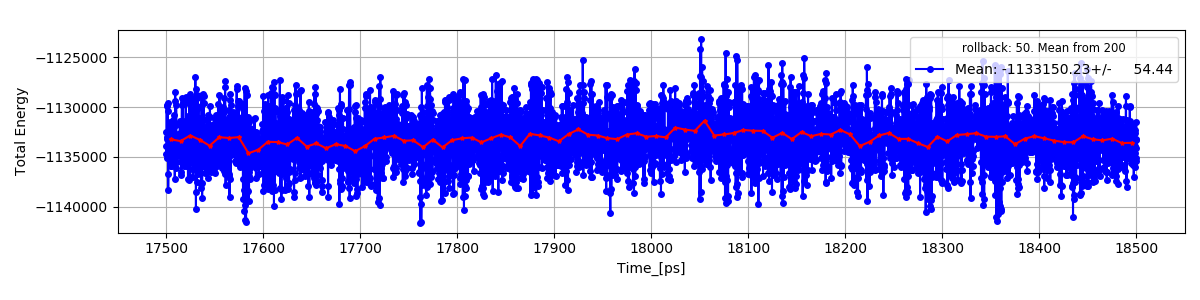 rollback: 50. Mean from 200
Mean: -1133150.23+/- 54.44
Total Energy
−1125000
−1130000
−1135000
−1140000
17500 17600 17700 17800 17900 18000 18100 18200 18300 18400 18500
Time_[ps]